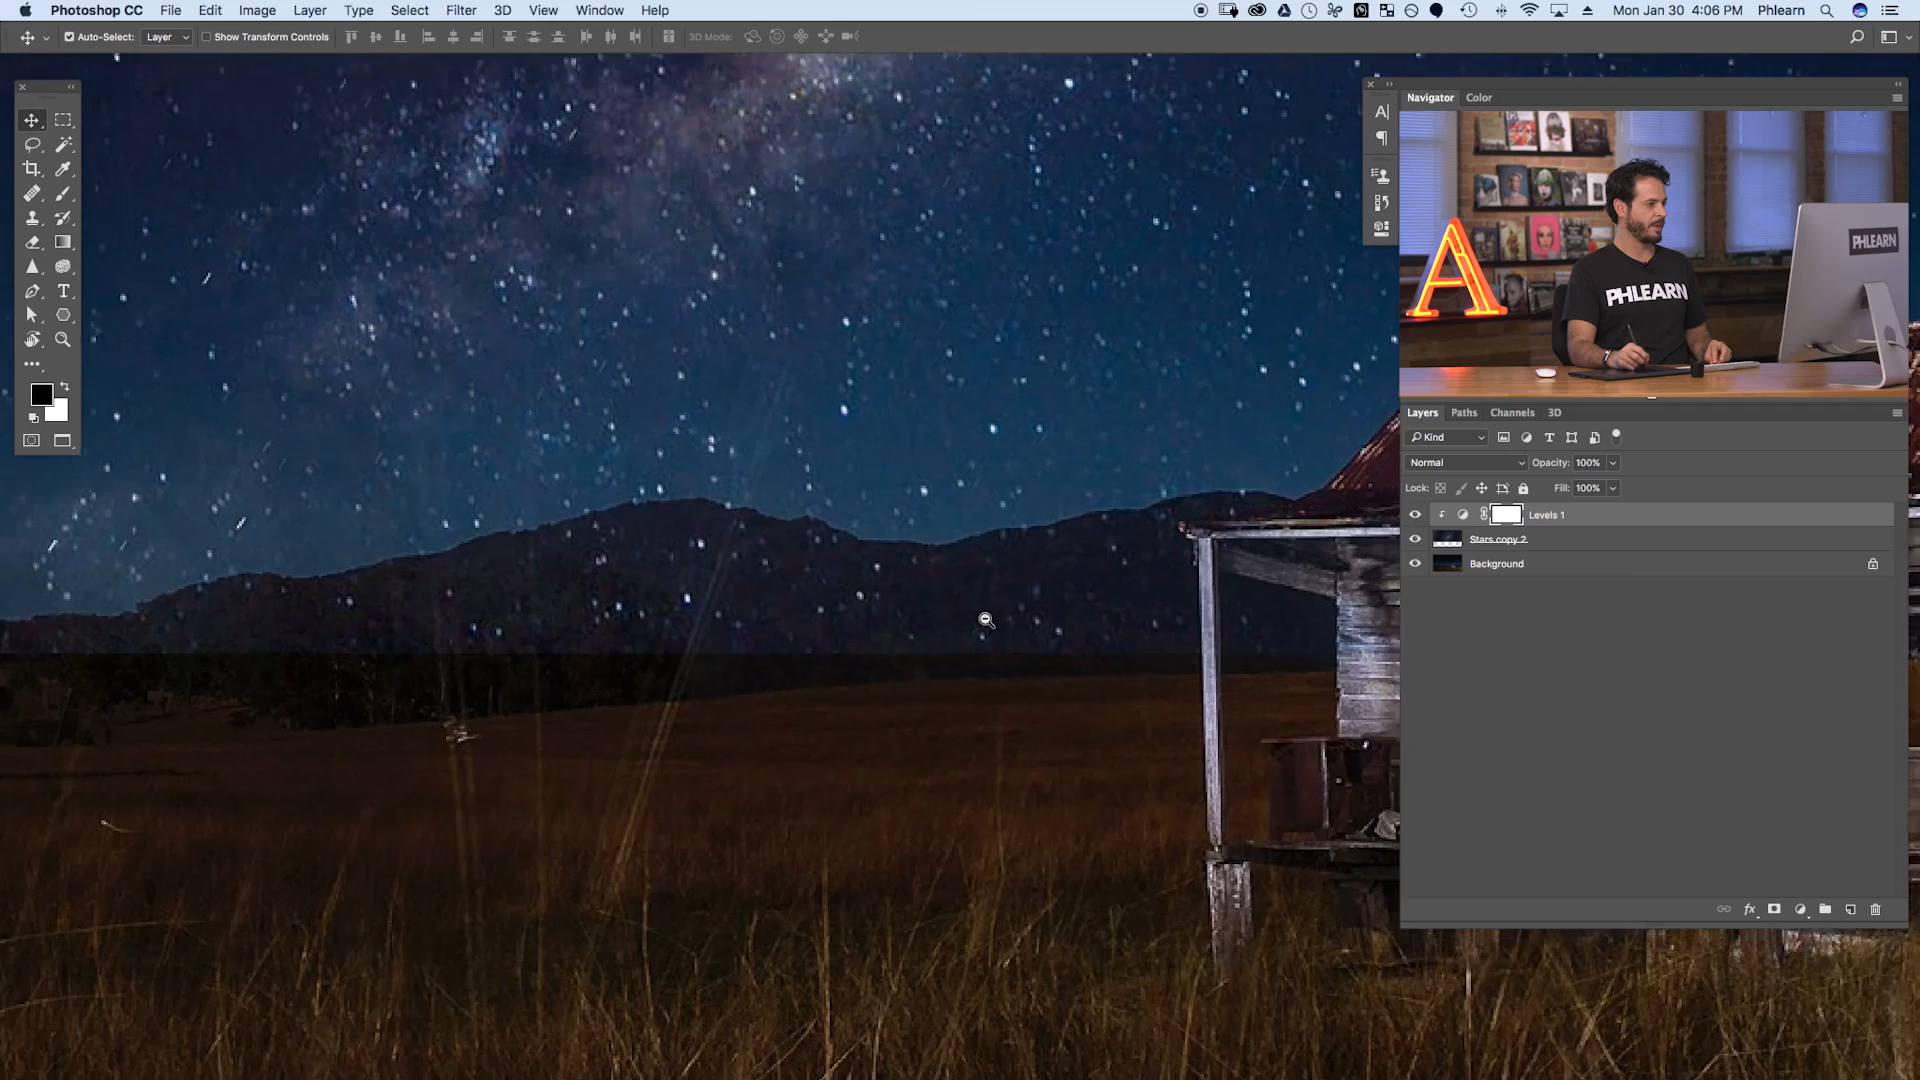 Photoshop CC File Edit Image Layer Type Select Filter 3D View Window Help
Mon Jan 30 4:06 PM Phlearn
Auto-Select: Layer Show Transform Controls 3D Mode:
Navigator Color
A
PHLEARN
PHLEARN
Layers Paths Channels 3D
Kind
Normal Opacity: 100%
Lock: Fill: 100%
Levels 1
Stars copy 2
Background
fx